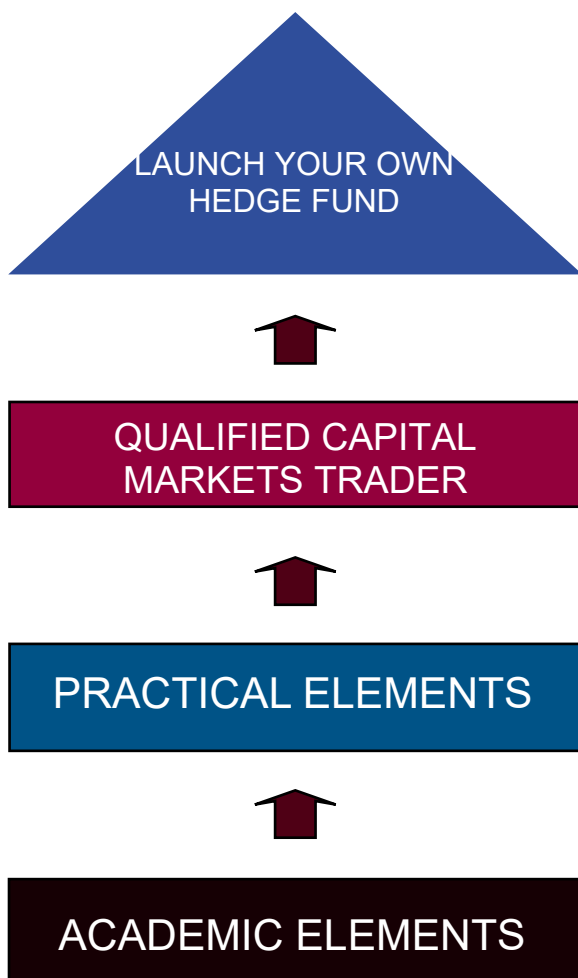 LAUNCH YOUR OWN
HEDGE FUND
QUALIFIED CAPITAL
MARKETS TRADER
PRACTICAL ELEMENTS
ACADEMIC ELEMENTS